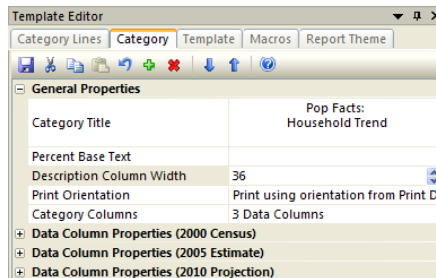 Template Editor
Category Lines Category Template Macros Report Theme
General Properties
Category Title Pop Facts:
Household Trend
Percent Base Text
Description Column Width 36
Print Orientation Print using orientation from Print D
Category Columns 3 Data Columns
Data Column Properties (2000 Census)
Data Column Properties (2005 Estimate)
Data Column Properties (2010 Projection)